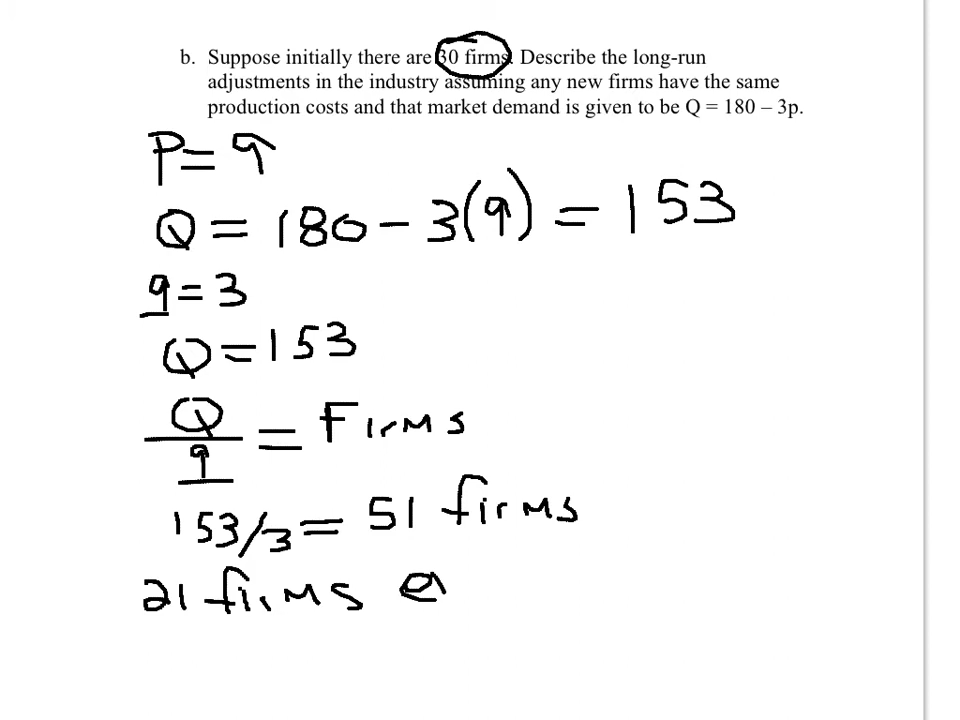 b. Suppose initially there are 30 firms. Describe the long-run
adjustments in the industry assuming any new firms have the same
production costs and that market demand is given to be Q = 180 – 3p.
P = 9
Q = 180 - 3(9) = 153
q = 3
Q = 153
Q/q = Firms
153/3 = 51 firms
21 firms e